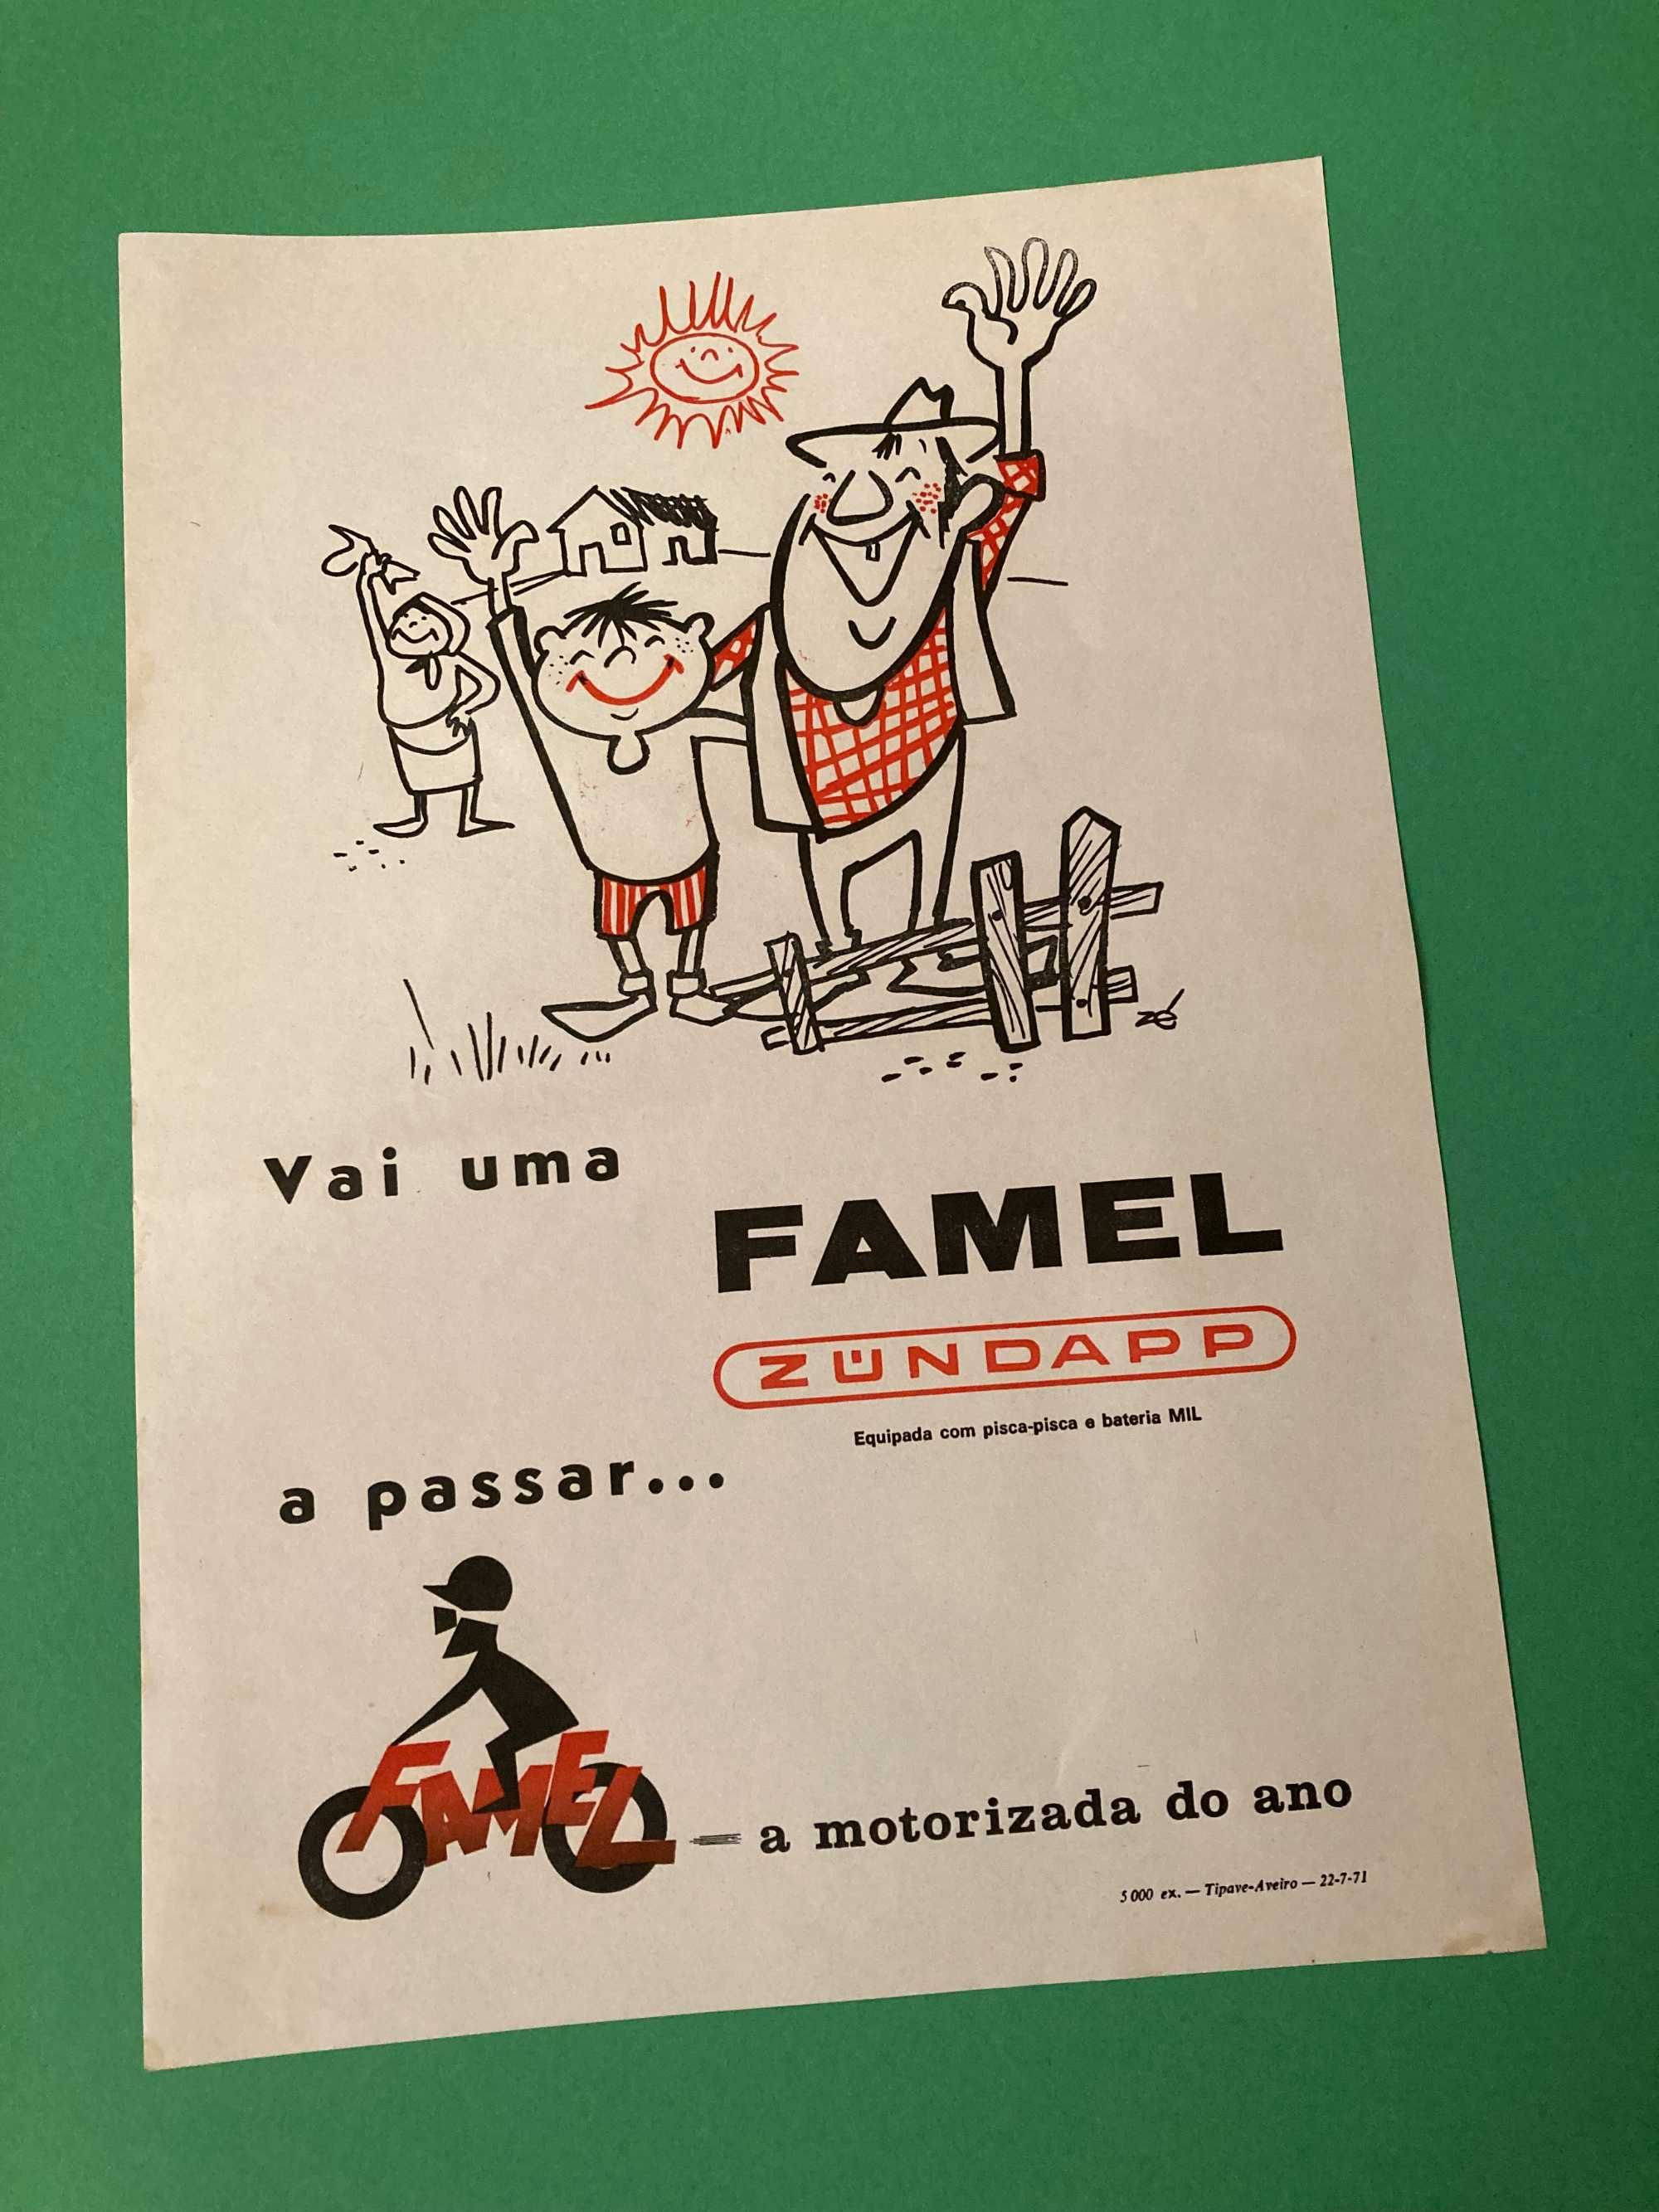 zé
Vai uma
FAMEL
ZÜNDAPP
Equipada com pisca-pisca e bateria MIL
a passar...
FAMEL — a motorizada do ano
5 000 ex. — Tipave-Aveiro — 22-7-71